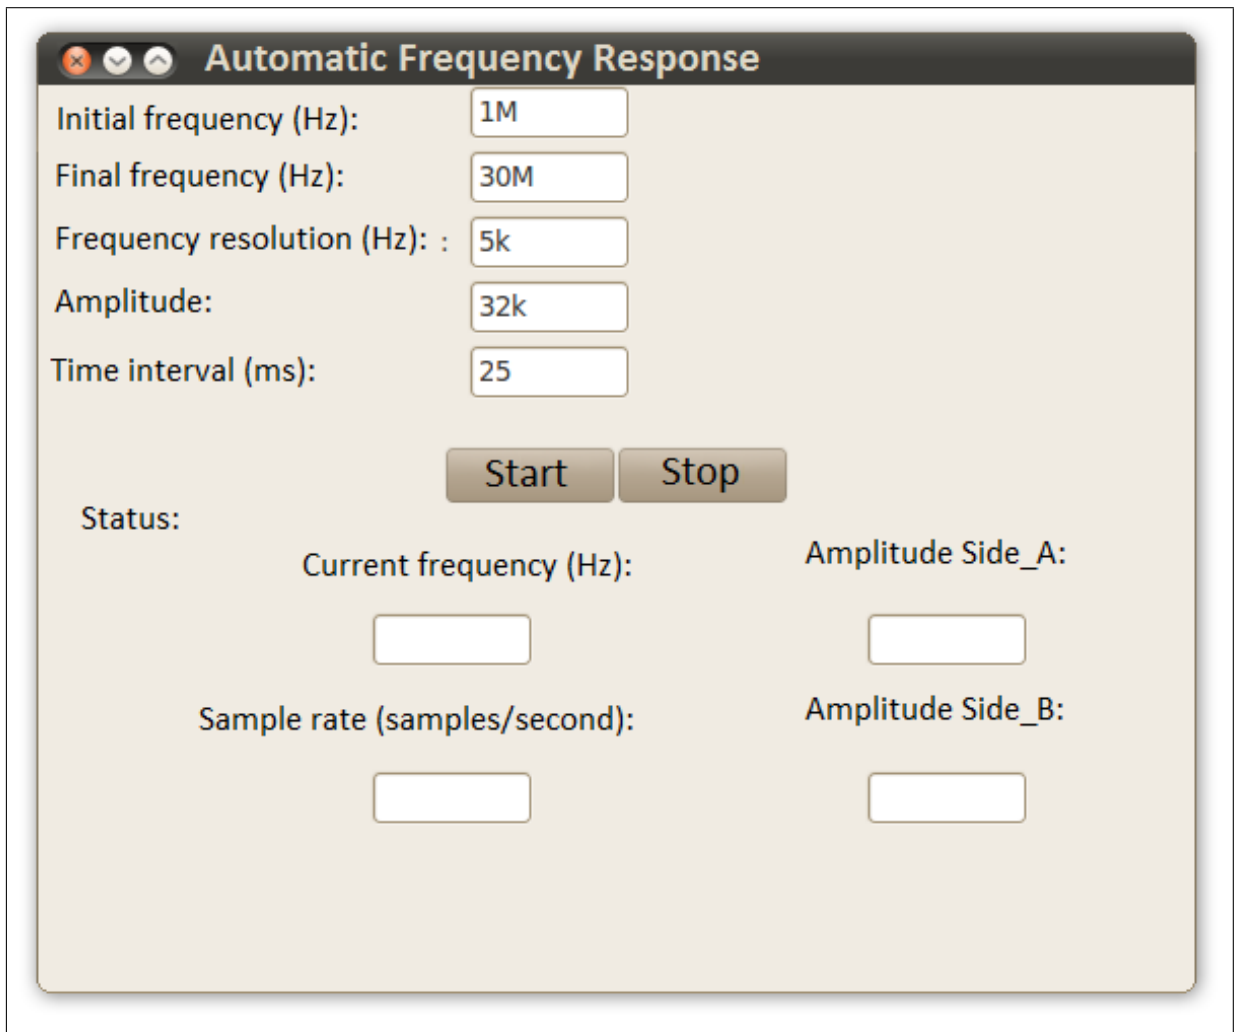 Automatic Frequency Response
Initial frequency (Hz): 1M
Final frequency (Hz): 30M
Frequency resolution (Hz): : 5k
Amplitude: 32k
Time interval (ms): 25
Start Stop
Status:
Current frequency (Hz): Amplitude Side_A:
Sample rate (samples/second): Amplitude Side_B: